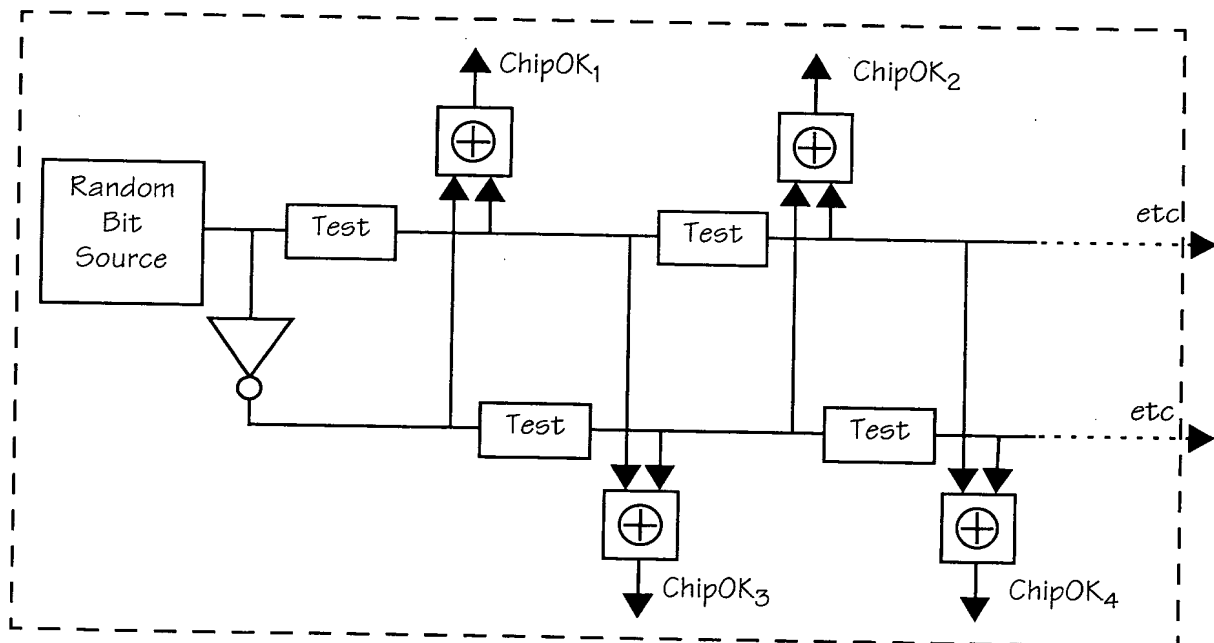 ChipOK1
ChipOK2
Random
Bit
Source
Test
Test
etc
Test
Test
etc
ChipOK3
ChipOK4